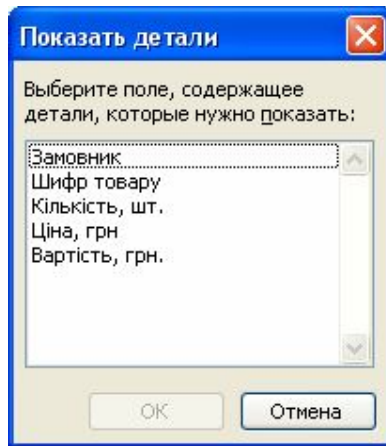 Показать детали
Выберите поле, содержащее
детали, которые нужно показать:
Замовник
Шифр товару
Кількість, шт.
Ціна, грн
Вартість, грн.
ОК
Отмена